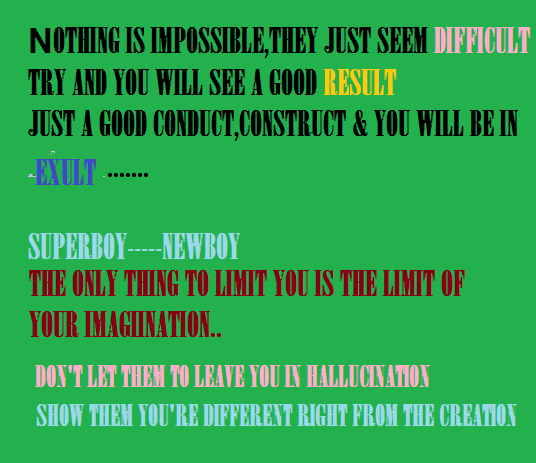 NOTHING IS IMPOSSIBLE,THEY JUST SEEM DIFFICULT
TRY AND YOU WILL SEE A GOOD RESULT
JUST A GOOD CONDUCT,CONSTRUCT & YOU WILL BE IN
EXULT .......
SUPERBOY-----NEWBOY
THE ONLY THING TO LIMIT YOU IS THE LIMIT OF
YOUR IMAGIINATION..
DON'T LET THEM TO LEAVE YOU IN HALLUCINATION
SHOW THEM YOU'RE DIFFERENT RIGHT FROM THE CREATION